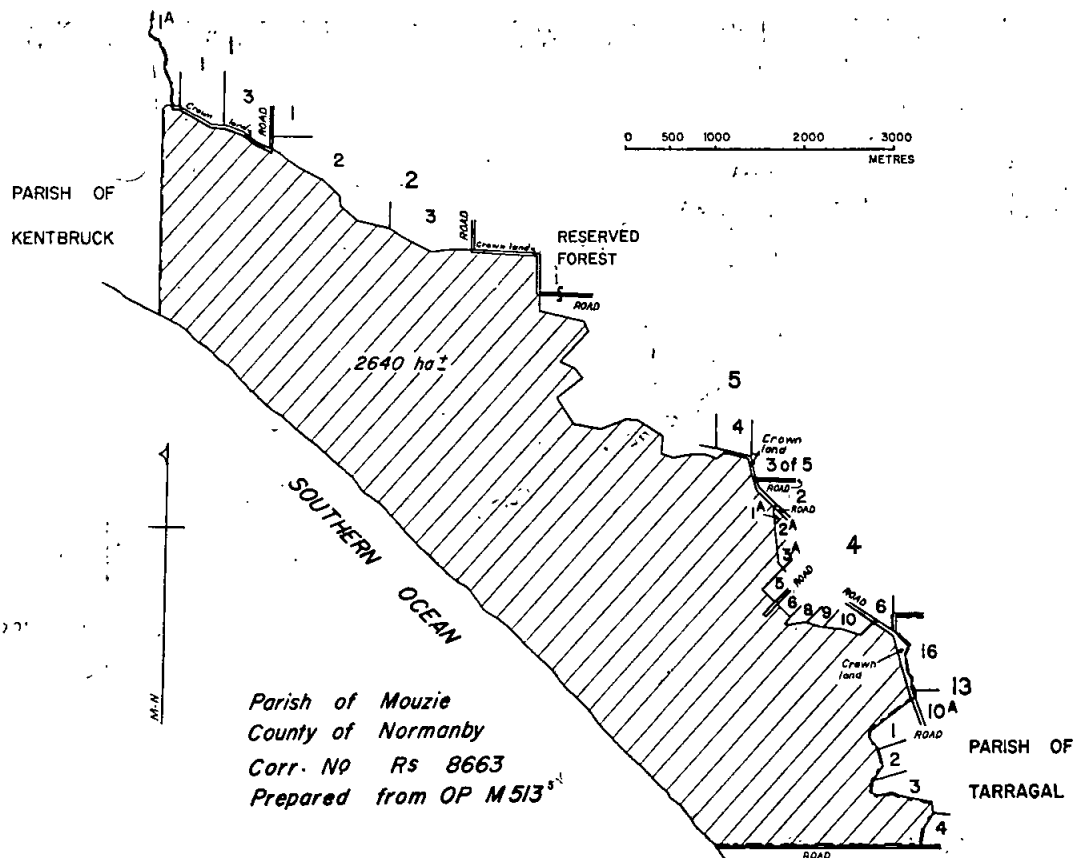 1A
1
1
1
3
ROAD
Crown land
2
2
3
ROAD
Crown land
0 500 1000 2000 3000
METRES
PARISH OF
KENTBRUCK
RESERVED
FOREST
ROAD
2640 ha ±
5
4
Crown
land
3 of 5
ROAD
2
ROAD
1A
2A
3A
4
5
ROAD
6
8
9
10
ROAD
6
16
Crown
land
13
10A
ROAD
1
2
3
4
ROAD
SOUTHERN
OCEAN
M·N
PARISH OF
TARRAGAL
Parish of Mouzie
County of Normanby
Corr. No Rs 8663
Prepared from OP M 513